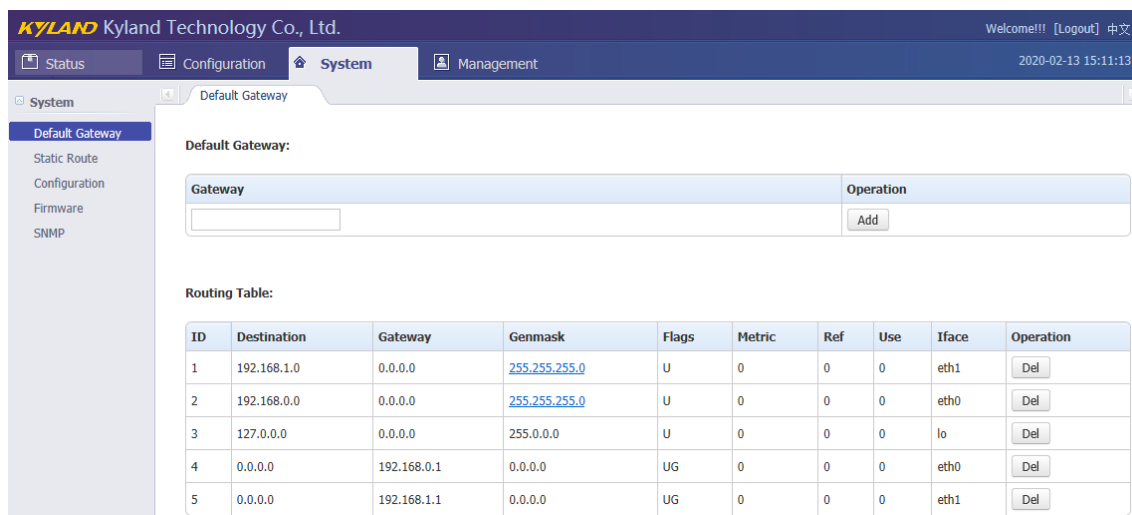 KYLAND Kyland Technology Co., Ltd. Welcome!!! [Logout] 中文
Status Configuration System Management 2020-02-13 15:11:13
System
Default Gateway
Static Route
Configuration
Firmware
SNMP
Default Gateway
Default Gateway:
Gateway Operation
Add
Routing Table:
ID Destination Gateway Genmask Flags Metric Ref Use Iface Operation
1 192.168.1.0 0.0.0.0 255.255.255.0 U 0 0 0 eth1 Del
2 192.168.0.0 0.0.0.0 255.255.255.0 U 0 0 0 eth0 Del
3 127.0.0.0 0.0.0.0 255.0.0.0 U 0 0 0 lo Del
4 0.0.0.0 192.168.0.1 0.0.0.0 UG 0 0 0 eth0 Del
5 0.0.0.0 192.168.1.1 0.0.0.0 UG 0 0 0 eth1 Del